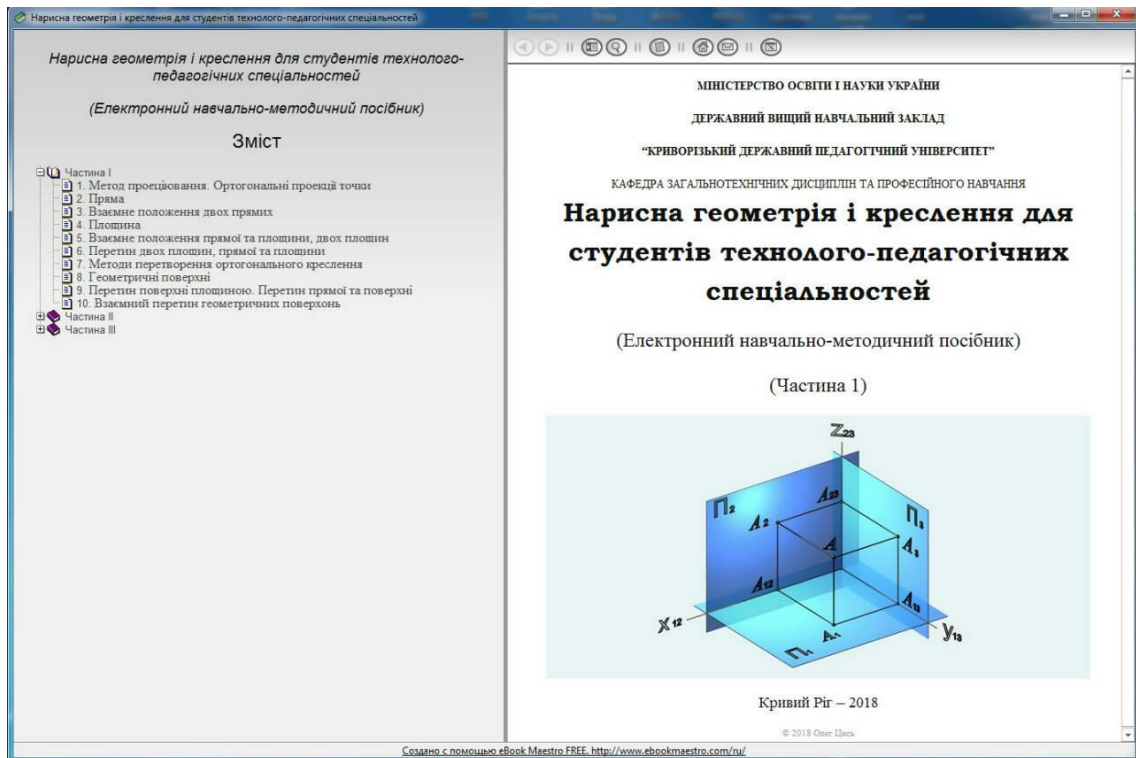 Нарисна геометрія і креслення для студентів технолого-педагогічних спеціальностей
Нарисна геометрія і креслення для студентів технолого-
педагогічних спеціальностей
(Електронний навчально-методичний посібник)
Зміст
Частина I
1. Метод проецiювання. Ортогональні проекції точки
2. Пряма
3. Взаємне положення двох прямих
4. Площина
5. Взаємне положення прямої та площини, двох площин
6. Перетин двох площин, прямої та площини
7. Методи перетворення ортогонального креслення
8. Геометричні поверхні
9. Перетин поверхні площиною. Перетин прямої та поверхні
10. Взаємний перетин геометричних поверхонь
Частина II
Частина III
МІНІСТЕРСТВО ОСВІТИ І НАУКИ УКРАЇНИ
ДЕРЖАВНИЙ ВИЩИЙ НАВЧАЛЬНИЙ ЗАКЛАД
“КРИВОРІЗЬКИЙ ДЕРЖАВНИЙ ПЕДАГОГІЧНИЙ УНІВЕРСИТЕТ”
КАФЕДРА ЗАГАЛЬНОТЕХНІЧНИХ ДИСЦИПЛІН ТА ПРОФЕСІЙНОГО НАВЧАННЯ
Нарисна геометрія і креслення для
студентів технолого-педагогічних
спеціальностей
(Електронний навчально-методичний посібник)
(Частина 1)
Z23
П2
A23
П3
A2
A
A3
A12
A13
X12
A1
У13
П1
Кривий Ріг – 2018
© 2018 Олег Цись
Создано с помощью eBook Maestro FREE. http://www.ebookmaestro.com/ru/